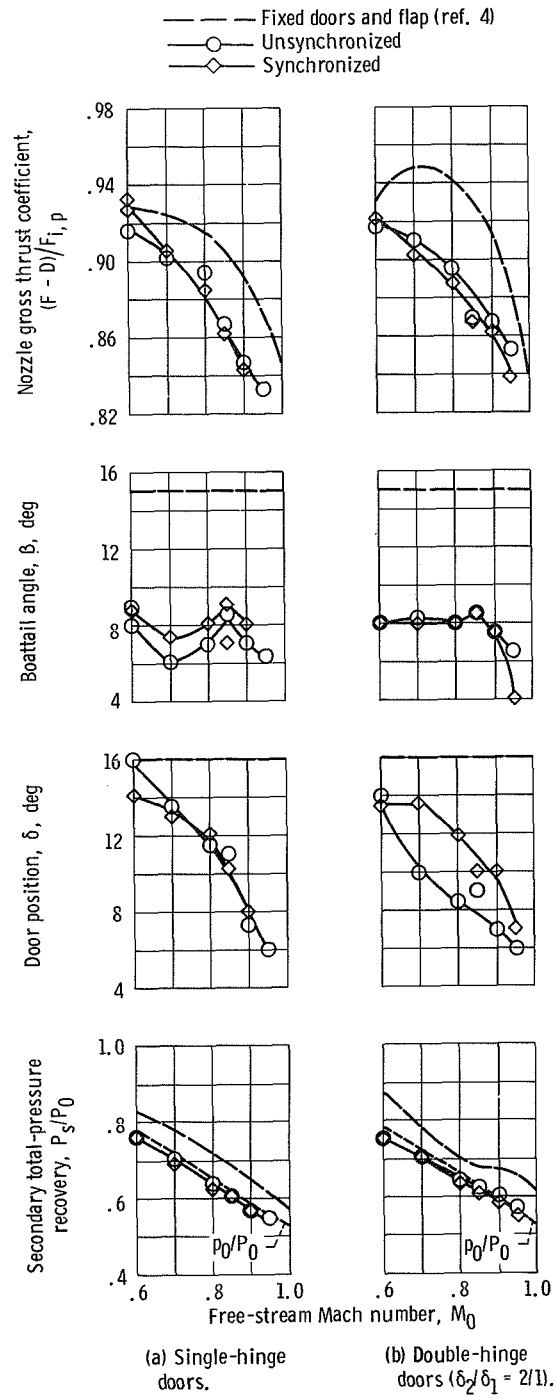 Fixed doors and flap (ref. 4)
Unsynchronized
Synchronized
Nozzle gross thrust coefficient,
(F - D)/F_{i, p}
.98
.94
.90
.86
.82
Boattail angle, β, deg
16
12
8
4
Door position, δ, deg
16
12
8
4
Secondary total-pressure
recovery, P_s/P_0
1.0
.8
.6
.4
p_0/P_0
p_0/P_0
.6 .8 1.0 .6 .8 1.0
Free-stream Mach number, M_0
(a) Single-hinge
doors.
(b) Double-hinge
doors (δ_2/δ_1 = 2/1).